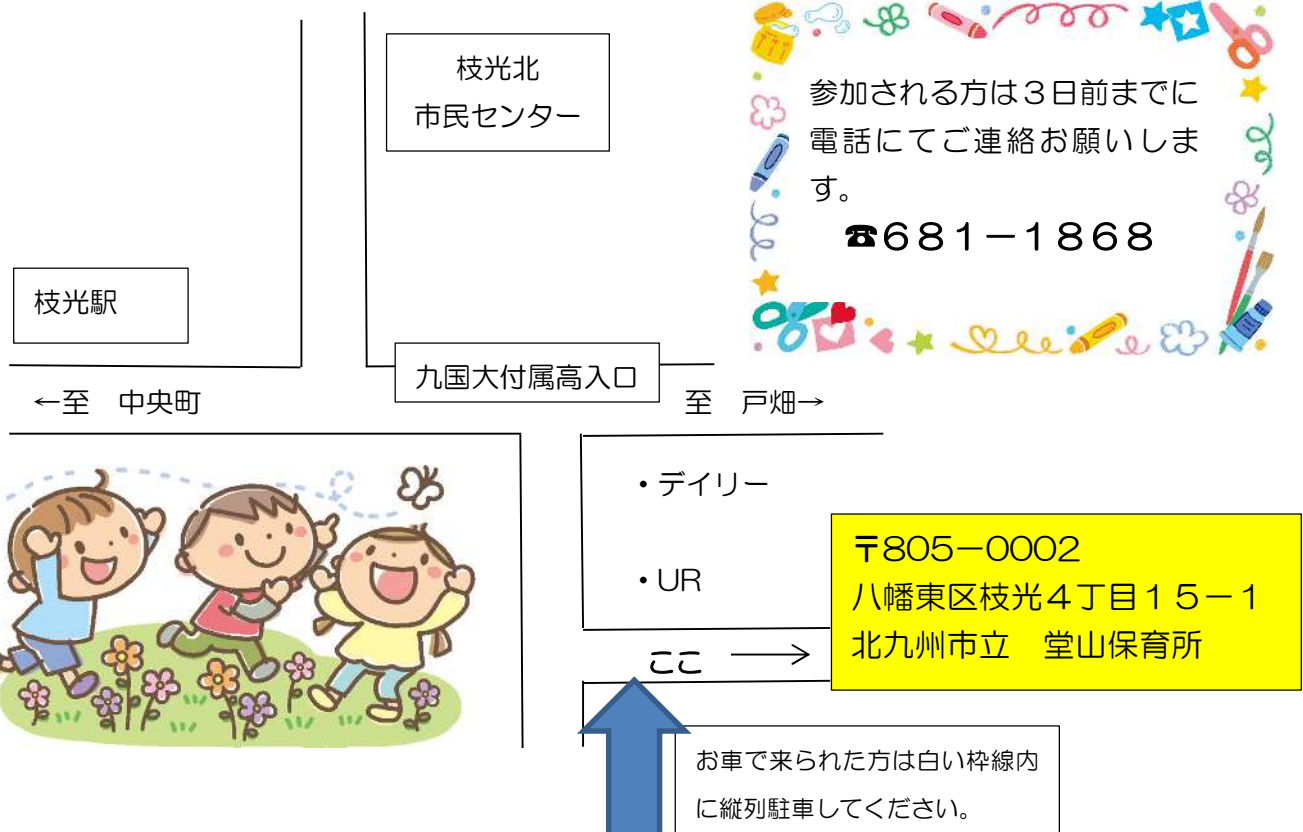 枝光北
市民センター
参加される方は３日前までに
電話にてご連絡お願いしま
す。
☎６８１－１８６８
枝光駅
九国大付属高入口
←至　中央町
至　戸畑→
・デイリー
・UR
ここ
〒805－0002
八幡東区枝光４丁目１５－１
北九州市立　堂山保育所
お車で来られた方は白い枠線内
に縦列駐車してください。